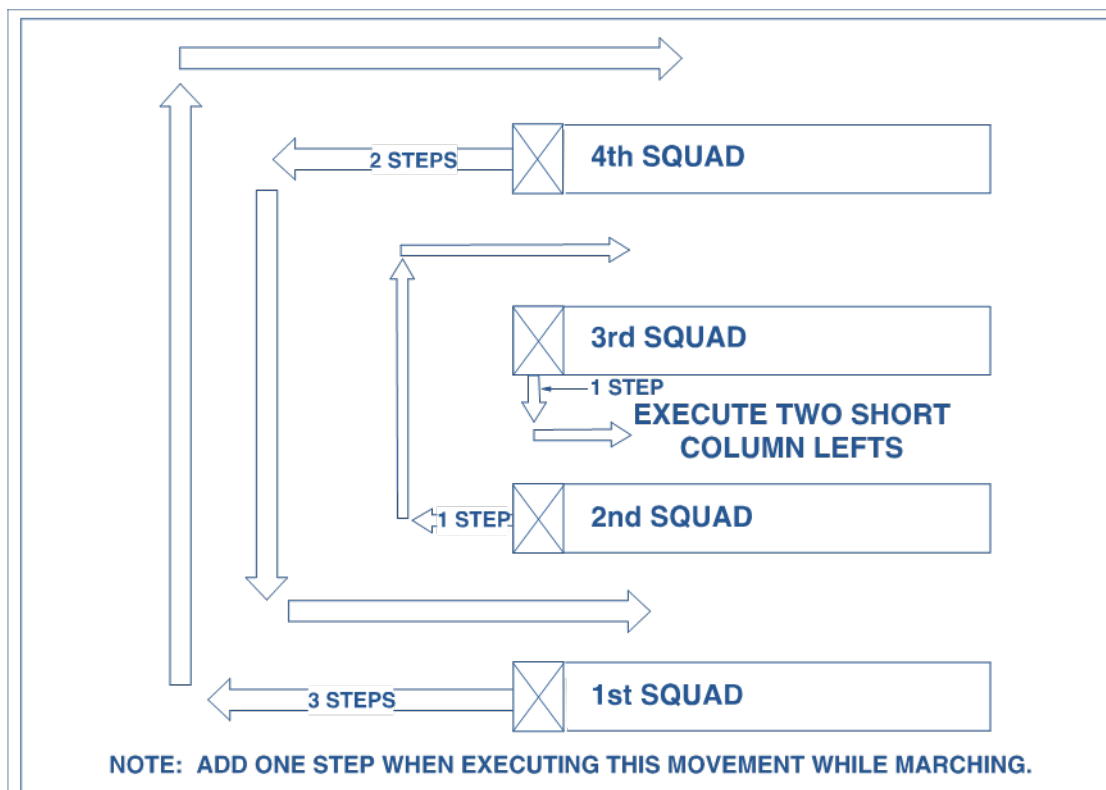 2 STEPS
4th SQUAD
3rd SQUAD
1 STEP
EXECUTE TWO SHORT
COLUMN LEFTS
1 STEP
2nd SQUAD
3 STEPS
1st SQUAD
NOTE: ADD ONE STEP WHEN EXECUTING THIS MOVEMENT WHILE MARCHING.